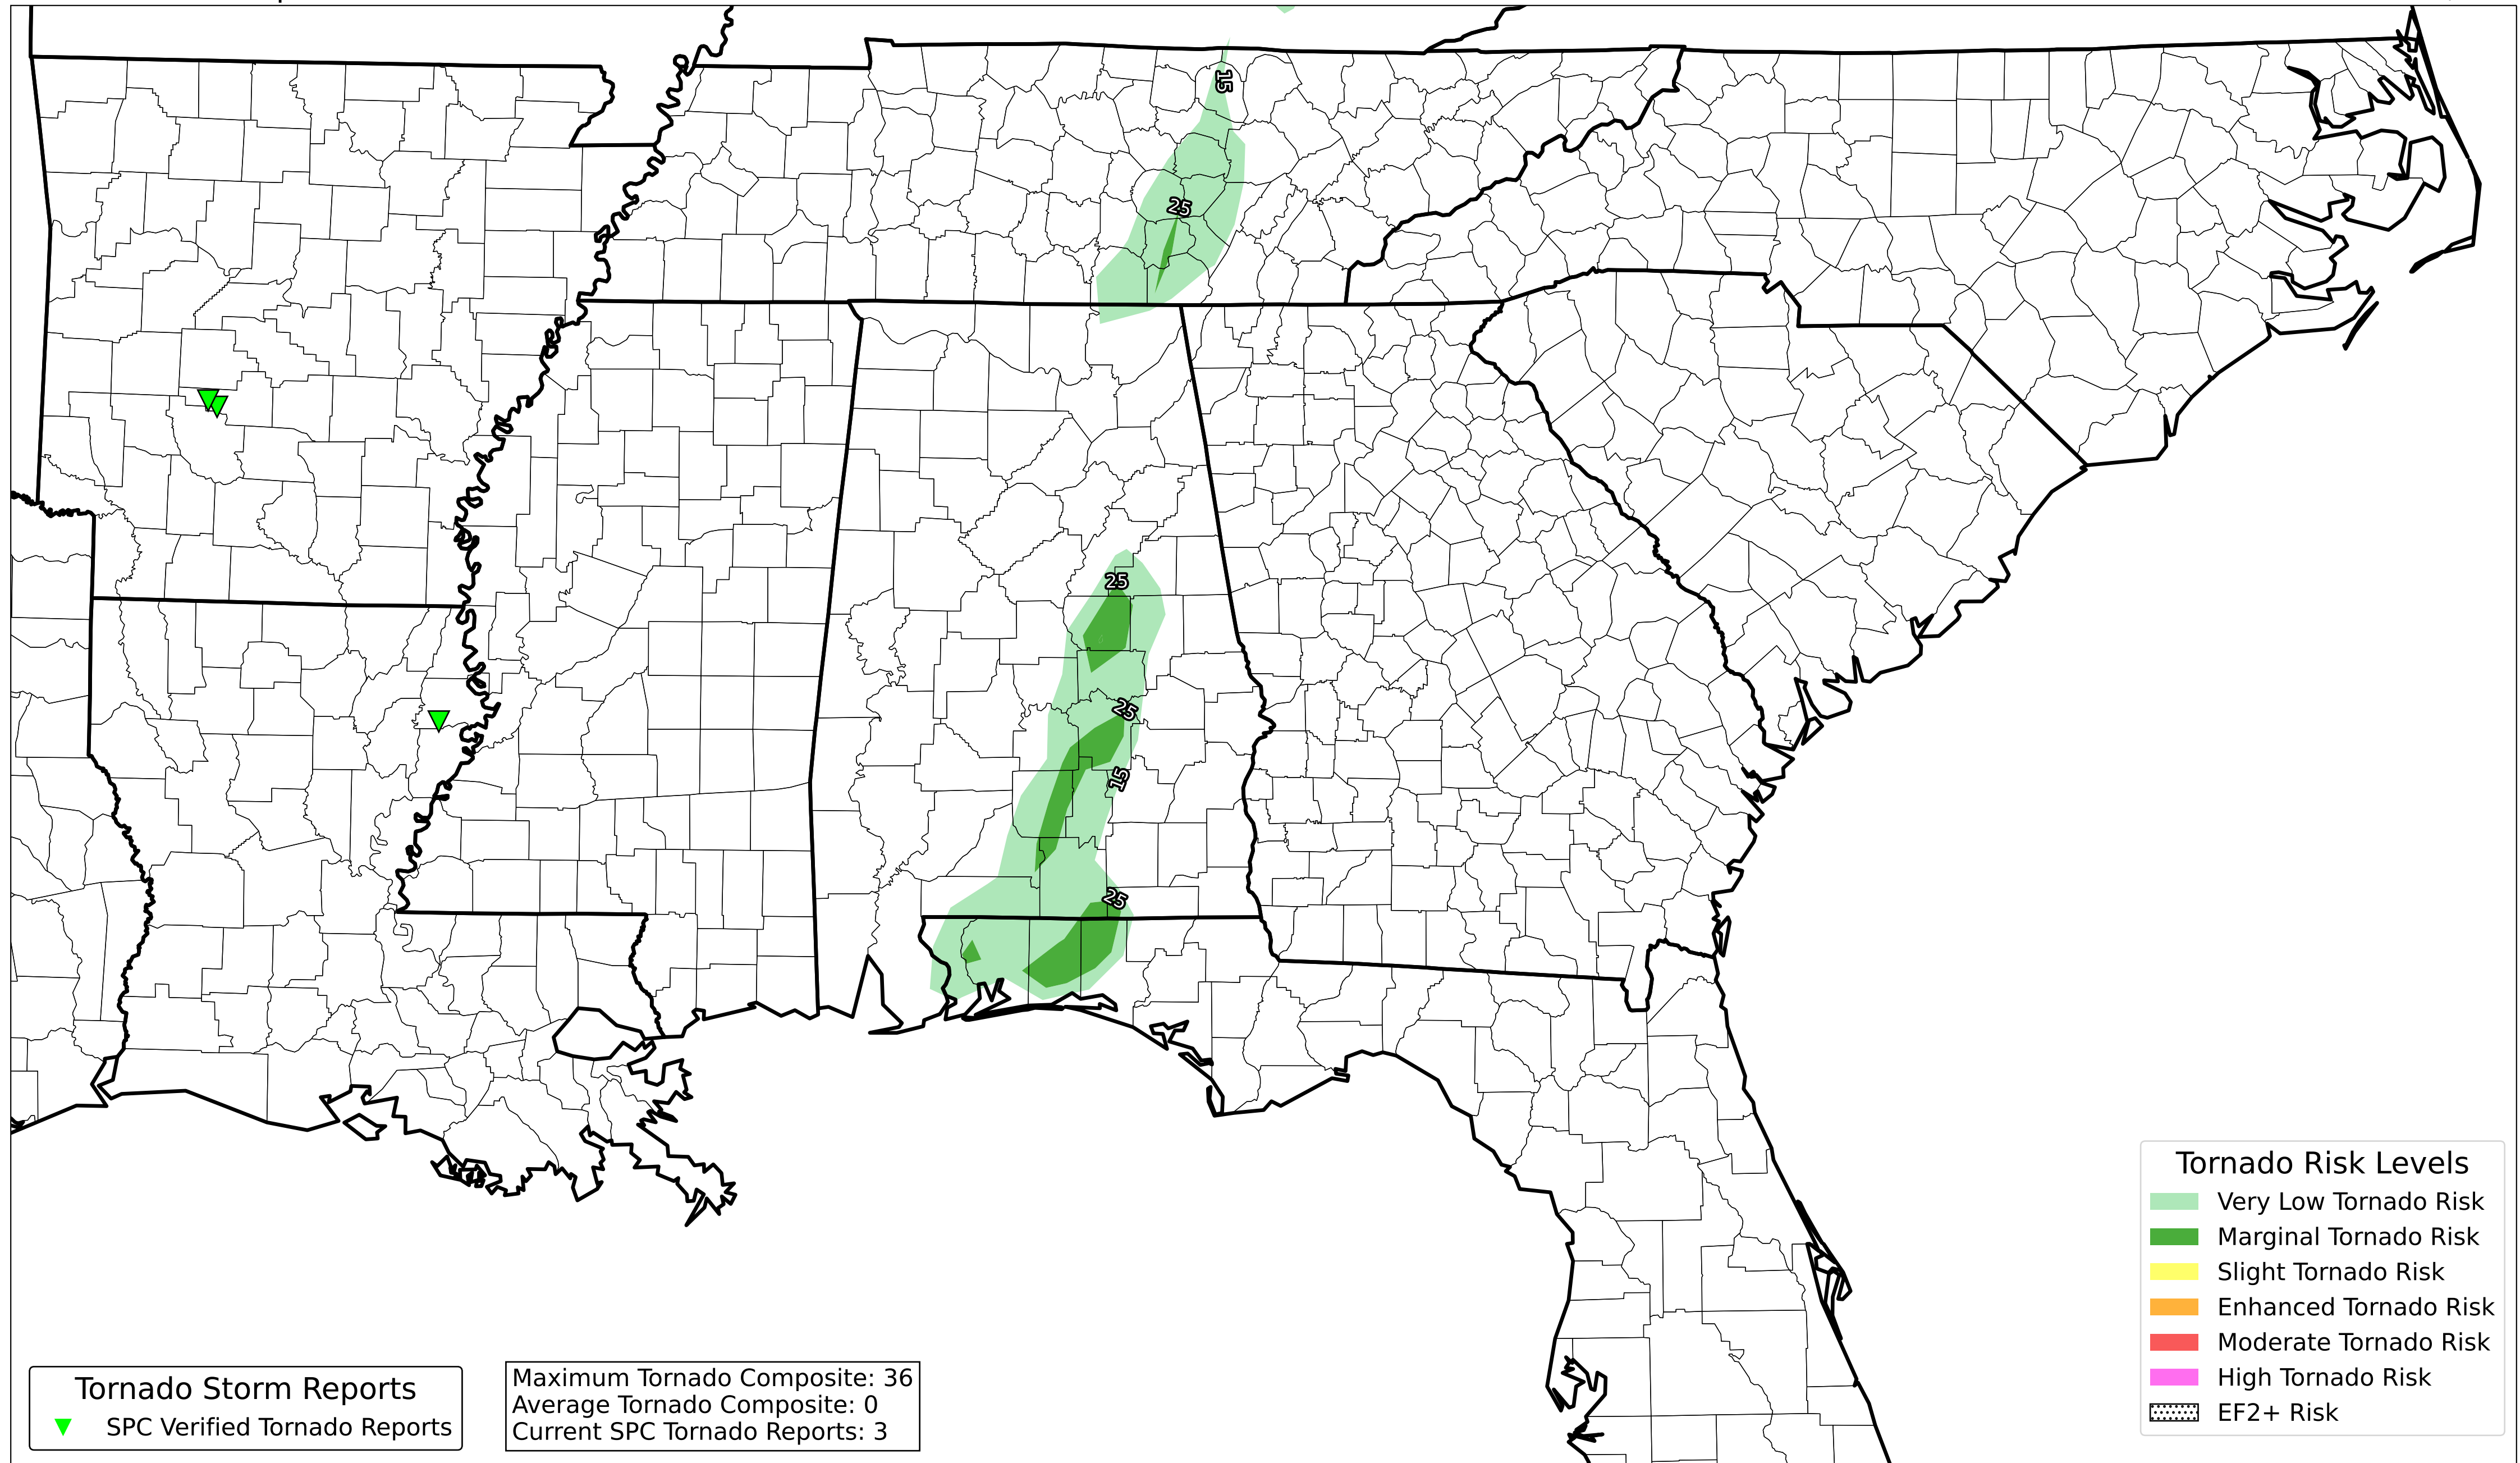 15
25
25
25
15
25
Tornado Risk Levels
Very Low Tornado Risk
Marginal Tornado Risk
Slight Tornado Risk
Enhanced Tornado Risk
Moderate Tornado Risk
High Tornado Risk
EF2+ Risk
Tornado Storm Reports
SPC Verified Tornado Reports
Maximum Tornado Composite: 36
Average Tornado Composite: 0
Current SPC Tornado Reports: 3